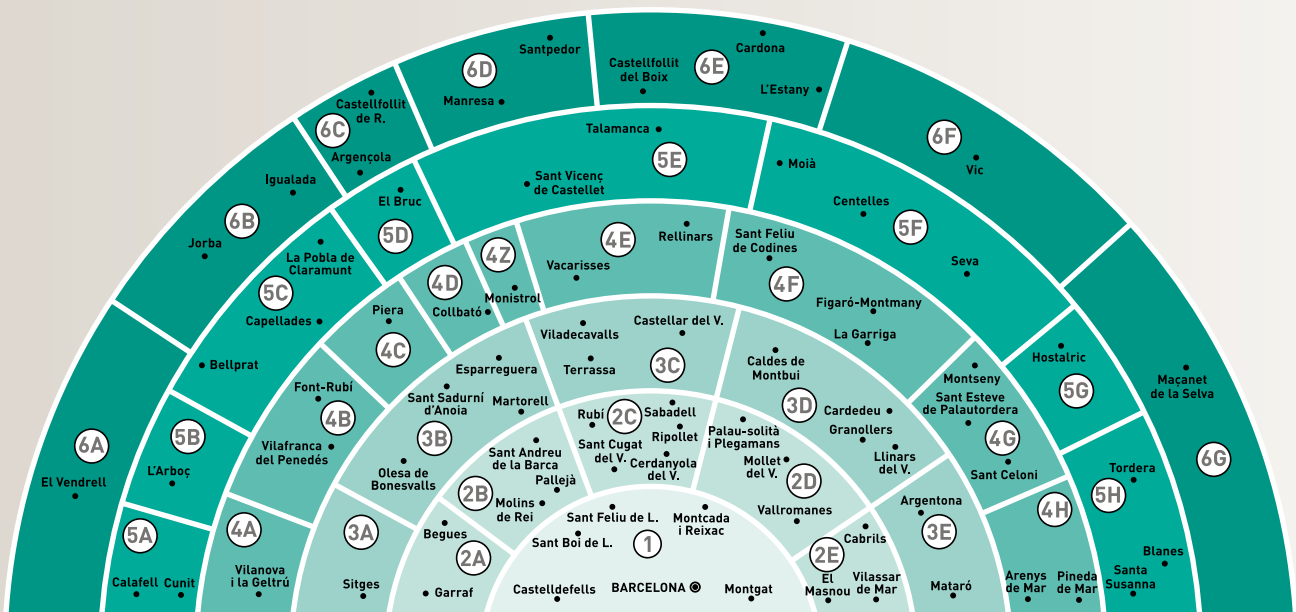 6D
Santpedor
Manresa
6E
Cardona
Castellfollit
del Boix
L'Estany
6C
Castellfollit
de R.
Argençola
6F
Vic
6B
Igualada
Jorba
6A
El Vendrell
6G
Maçanet
de la Selva
5E
Talamanca
Sant Vicenç
de Castellet
5F
Moià
Centelles
Seva
5D
El Bruc
5C
La Pobla de
Claramunt
Capellades
Bellprat
5B
L'Arboç
5A
Calafell
Cunit
5G
Hostalric
5H
Tordera
Blanes
Santa
Susanna
4Z
Monistrol
4E
Rellinars
Vacarisses
4F
Sant Feliu
de Codines
Figaró-Montmany
La Garriga
4D
Collbató
4C
Piera
4B
Font-Rubí
Vilafranca
del Penedés
4A
Vilanova
i la Geltrú
4G
Montseny
Sant Esteve
de Palautordera
Sant Celoni
4H
Arenys
de Mar
Pineda
de Mar
3C
Viladecavalls
Castellar del V.
Terrassa
3D
Caldes de
Montbui
Cardedeu
Granollers
Llinars
del V.
3B
Esparreguera
Sant Sadurní
d'Anoia
Martorell
Olesa de
Bonesvalls
3A
Sitges
3E
Argentona
Mataró
2C
Rubí
Sabadell
Ripollet
Sant Cugat
del V.
Cerdanyola
del V.
2D
Palau-solità
i Plegamans
Mollet
del V.
Vallromanes
2B
Sant Andreu
de la Barca
Pallejà
Molins
de Rei
2A
Begues
Garraf
2E
Cabrils
El
Masnou
Vilassar
de Mar
1
Sant Feliu de L.
Montcada
i Reixac
Sant Boi de L.
Castelldefells
BARCELONA
Montgat